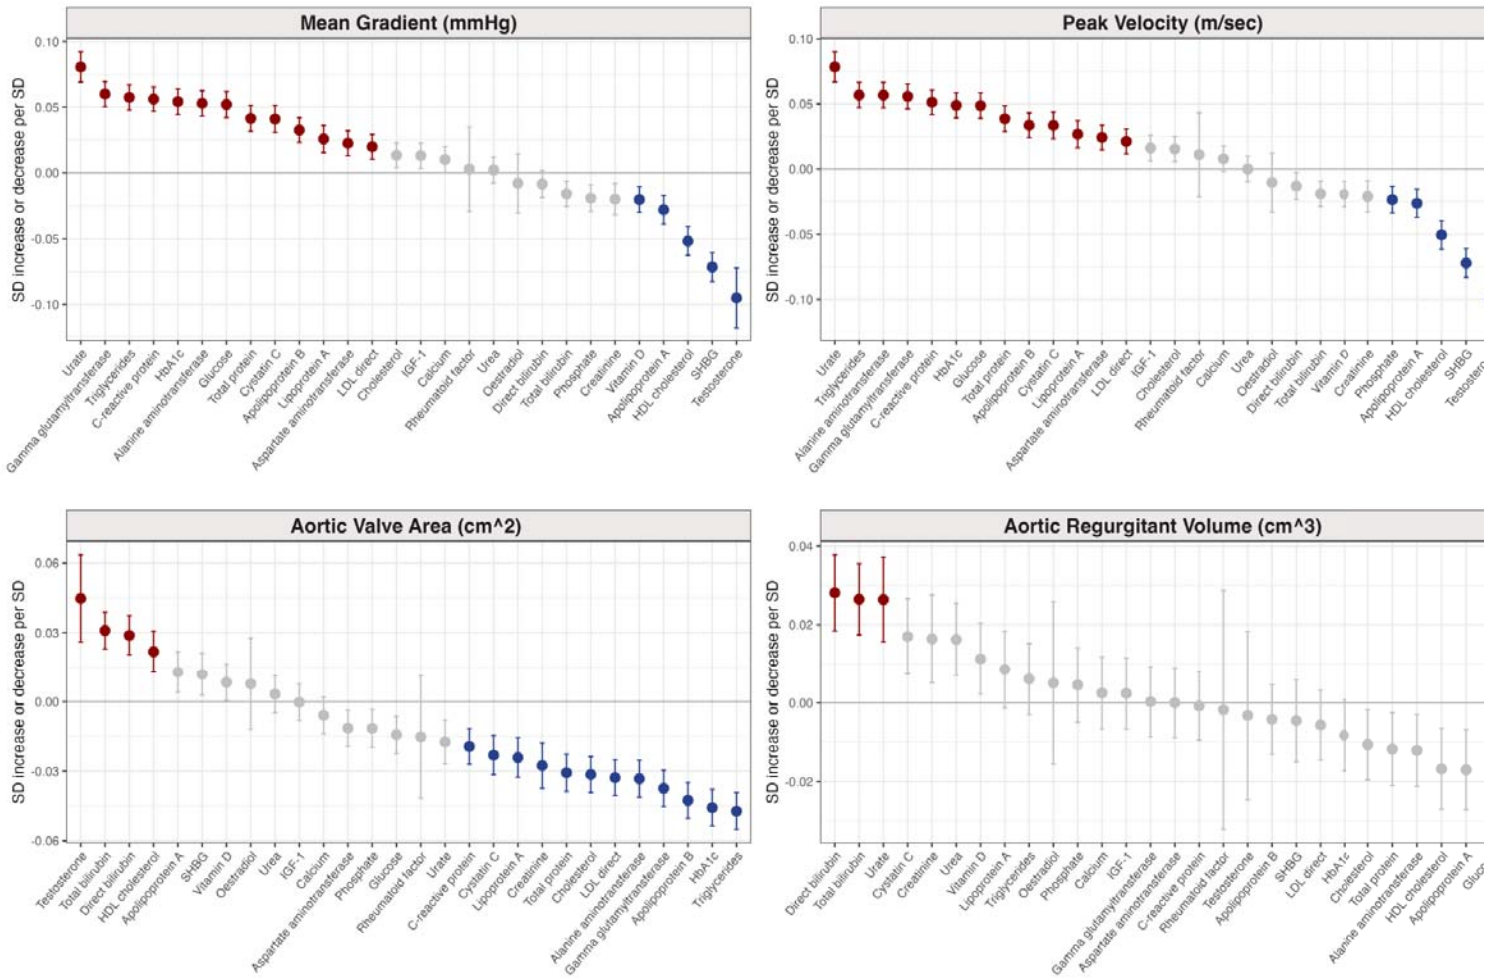 Mean Gradient (mmHg)
SD increase or decrease per SD
0.10
0.05
0.00
-0.05
-0.10
Urate
Gamma glutamyltransferase
Triglycerides
C-reactive protein
HbA1c
Alanine aminotransferase
Glucose
Total protein
Cystatin C
Apolipoprotein B
Lipoprotein A
Aspartate aminotransferase
LDL direct
Cholesterol
IGF-1
Calcium
Rheumatoid factor
Urea
Oestradiol
Direct bilirubin
Total bilirubin
Phosphate
Creatinine
Vitamin D
Apolipoprotein A
HDL cholesterol
SHBG
Testosterone
Peak Velocity (m/sec)
SD increase or decrease per SD
0.10
0.05
0.00
-0.05
-0.10
Urate
Triglycerides
Alanine aminotransferase
Gamma glutamyltransferase
C-reactive protein
HbA1c
Glucose
Total protein
Apolipoprotein B
Cystatin C
Lipoprotein A
Aspartate aminotransferase
LDL direct
IGF-1
Cholesterol
Rheumatoid factor
Calcium
Urea
Oestradiol
Direct bilirubin
Total bilirubin
Vitamin D
Creatinine
Phosphate
Apolipoprotein A
HDL cholesterol
SHBG
Testoste
Aortic Valve Area (cm^2)
SD increase or decrease per SD
0.06
0.03
0.00
-0.03
-0.06
Testosterone
Total bilirubin
Direct bilirubin
HDL cholesterol
Apolipoprotein A
SHBG
Vitamin D
Oestradiol
Urea
IGF-1
Calcium
Aspartate aminotransferase
Phosphate
Glucose
Rheumatoid factor
Urate
C-reactive protein
Cystatin C
Lipoprotein A
Creatinine
Total protein
Cholesterol
LDL direct
Alanine aminotransferase
Gamma glutamyltransferase
Apolipoprotein B
HbA1c
Triglycerides
Aortic Regurgitant Volume (cm^3)
SD increase or decrease per SD
0.04
0.02
0.00
-0.02
Direct bilirubin
Total bilirubin
Urate
Cystatin C
Creatinine
Urea
Vitamin D
Lipoprotein A
Triglycerides
Oestradiol
Phosphate
Calcium
IGF-1
Gamma glutamyltransferase
Aspartate aminotransferase
C-reactive protein
Rheumatoid factor
Testosterone
Apolipoprotein B
SHBG
LDL direct
HbA1c
Cholesterol
Total protein
Alanine aminotransferase
HDL cholesterol
Apolipoprotein A
Gluc